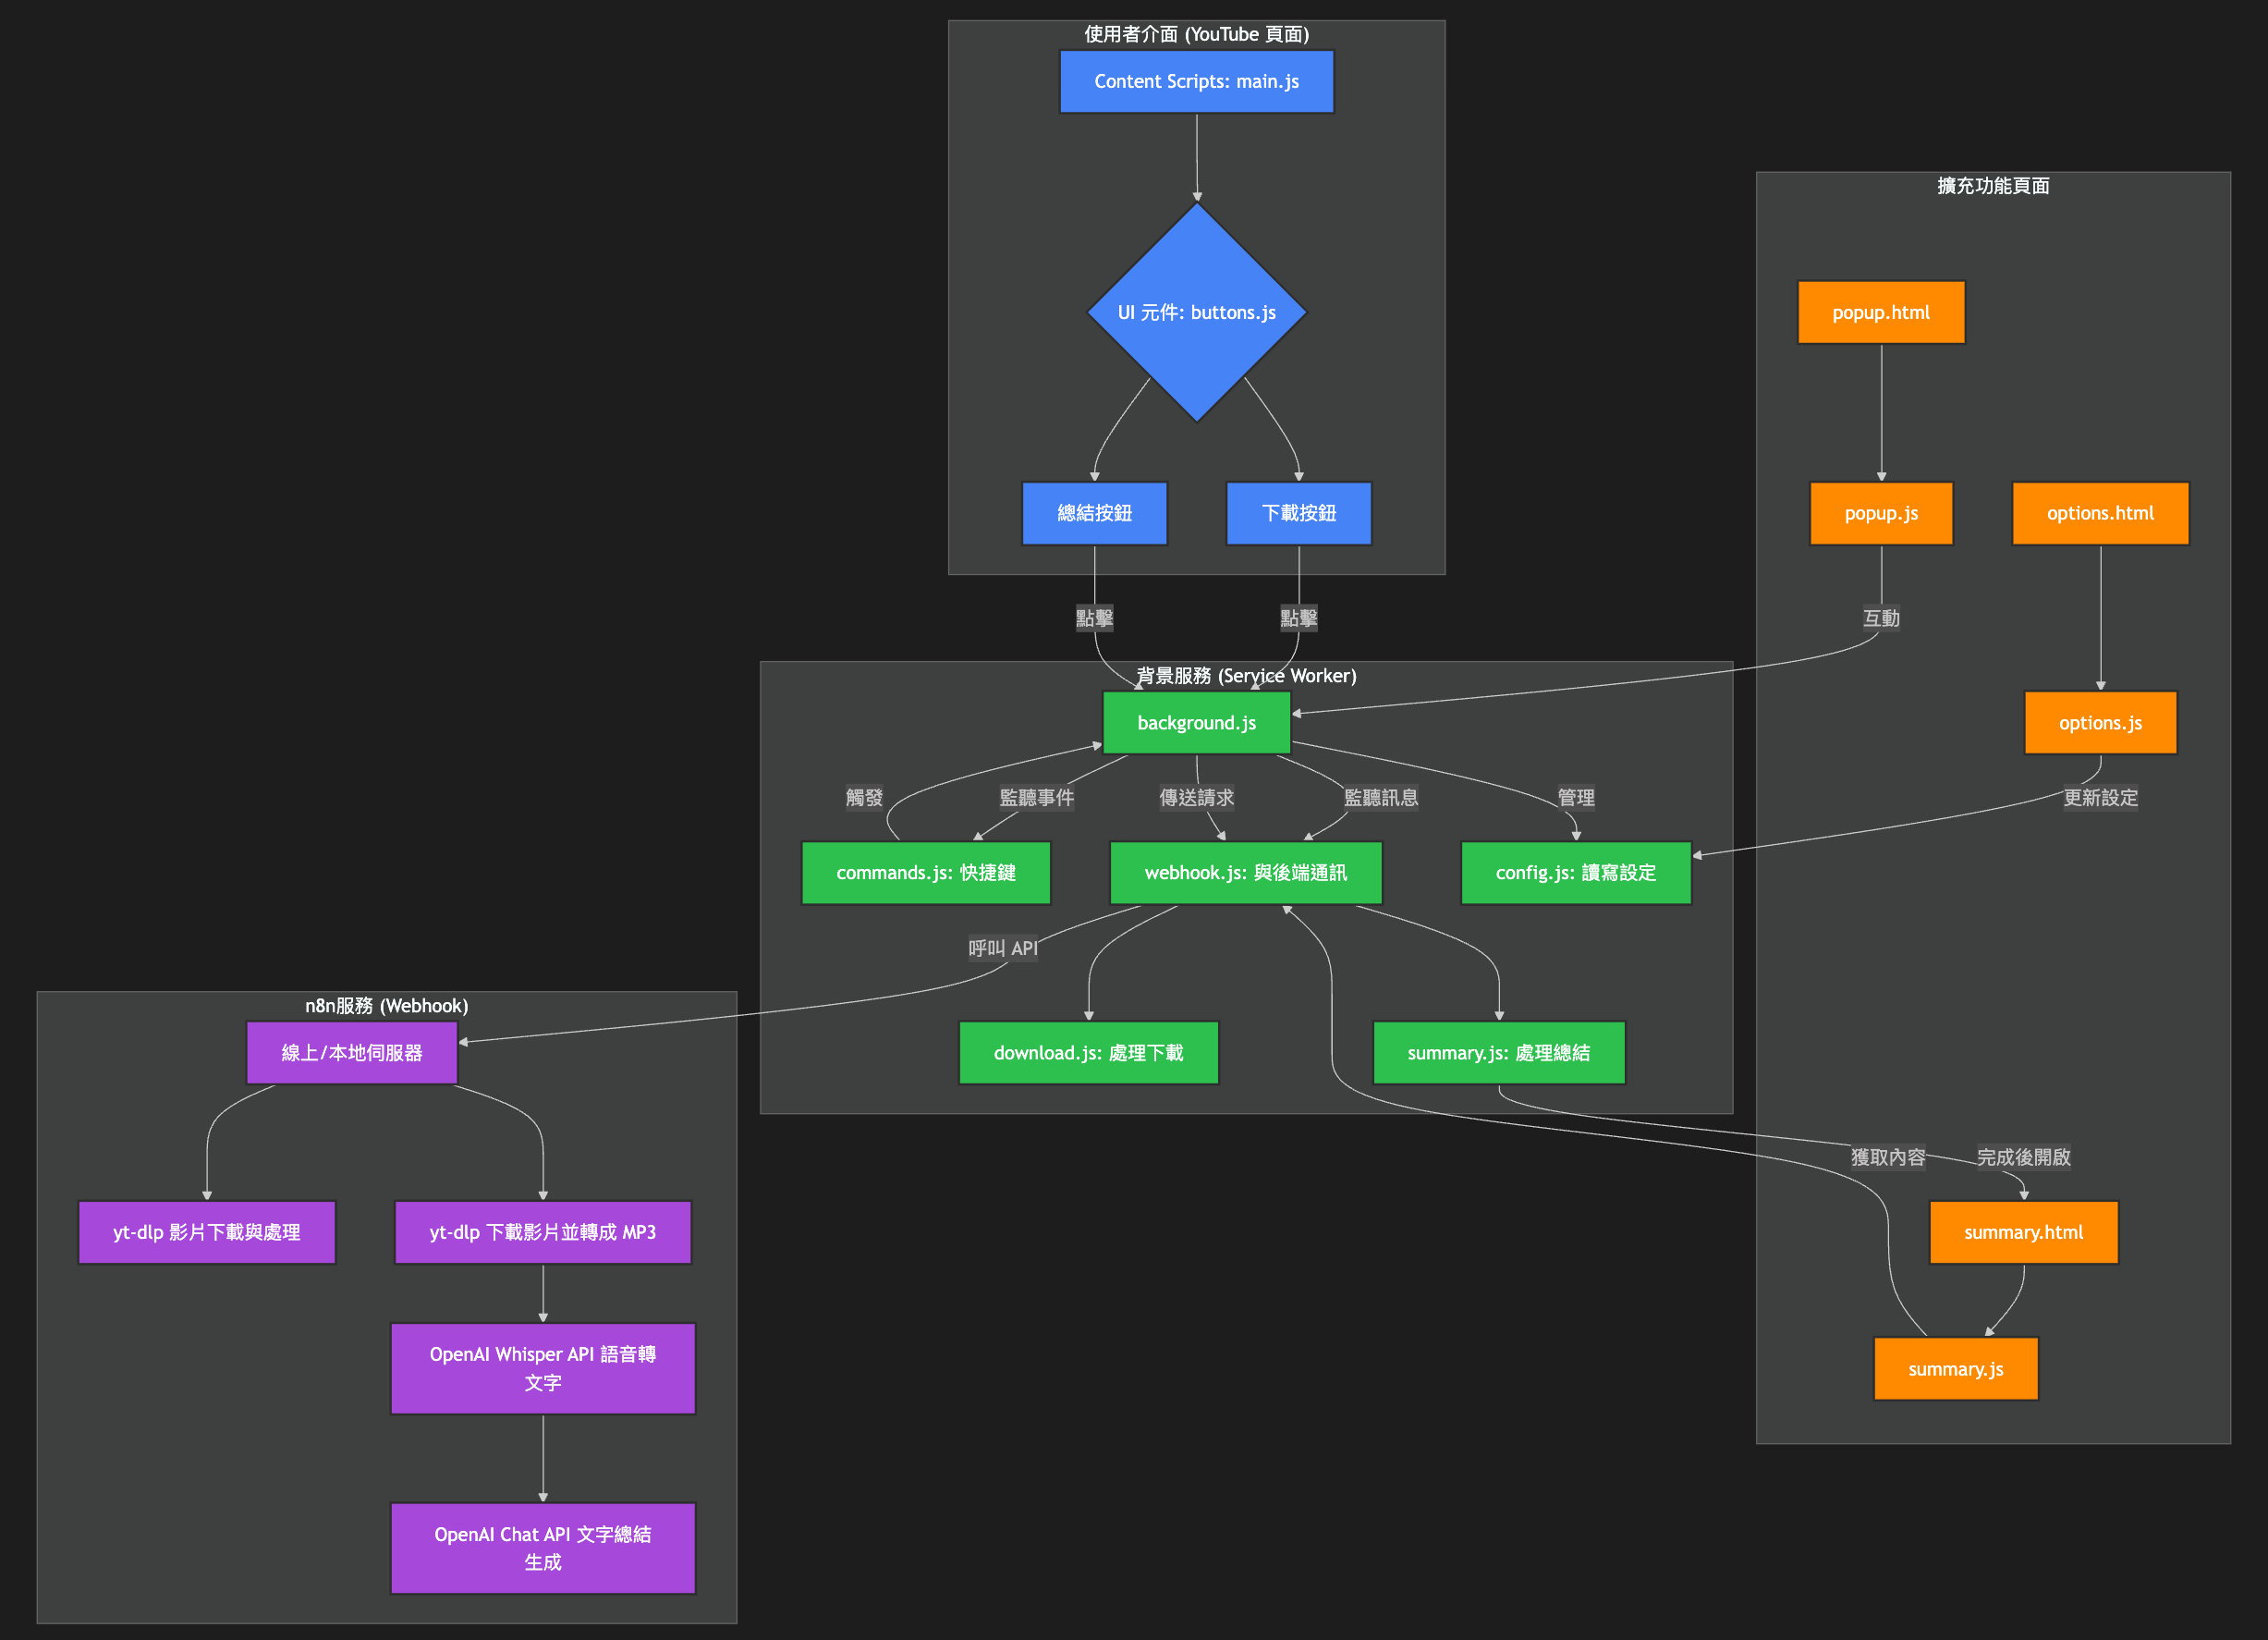 使用者介面 (YouTube 頁面)
Content Scripts: main.js
擴充功能頁面
UI 元件: buttons.js
popup.html
總結按鈕
下載按鈕
popup.js
options.html
點擊
點擊
互動
背景服務 (Service Worker)
background.js
options.js
觸發
監聽事件
傳送請求
監聽訊息
管理
更新設定
commands.js: 快捷鍵
webhook.js: 與後端通訊
config.js: 讀寫設定
呼叫 API
n8n服務 (Webhook)
線上/本地伺服器
download.js: 處理下載
summary.js: 處理總結
獲取內容
完成後開啟
yt-dlp 影片下載與處理
yt-dlp 下載影片並轉成 MP3
summary.html
OpenAI Whisper API 語音轉
文字
summary.js
OpenAI Chat API 文字總結
生成